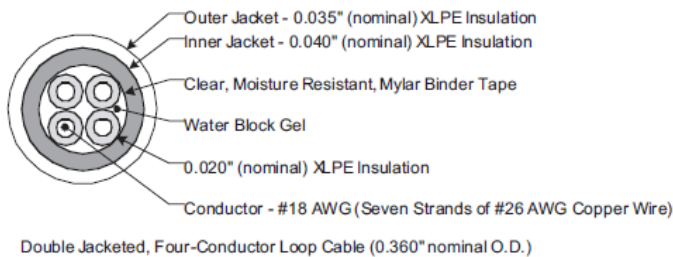 Outer Jacket - 0.035" (nominal) XLPE Insulation
Inner Jacket - 0.040" (nominal) XLPE Insulation
Clear, Moisture Resistant, Mylar Binder Tape
Water Block Gel
0.020" (nominal) XLPE Insulation
Conductor - #18 AWG (Seven Strands of #26 AWG Copper Wire)
Double Jacketed, Four-Conductor Loop Cable (0.360" nominal O.D.)